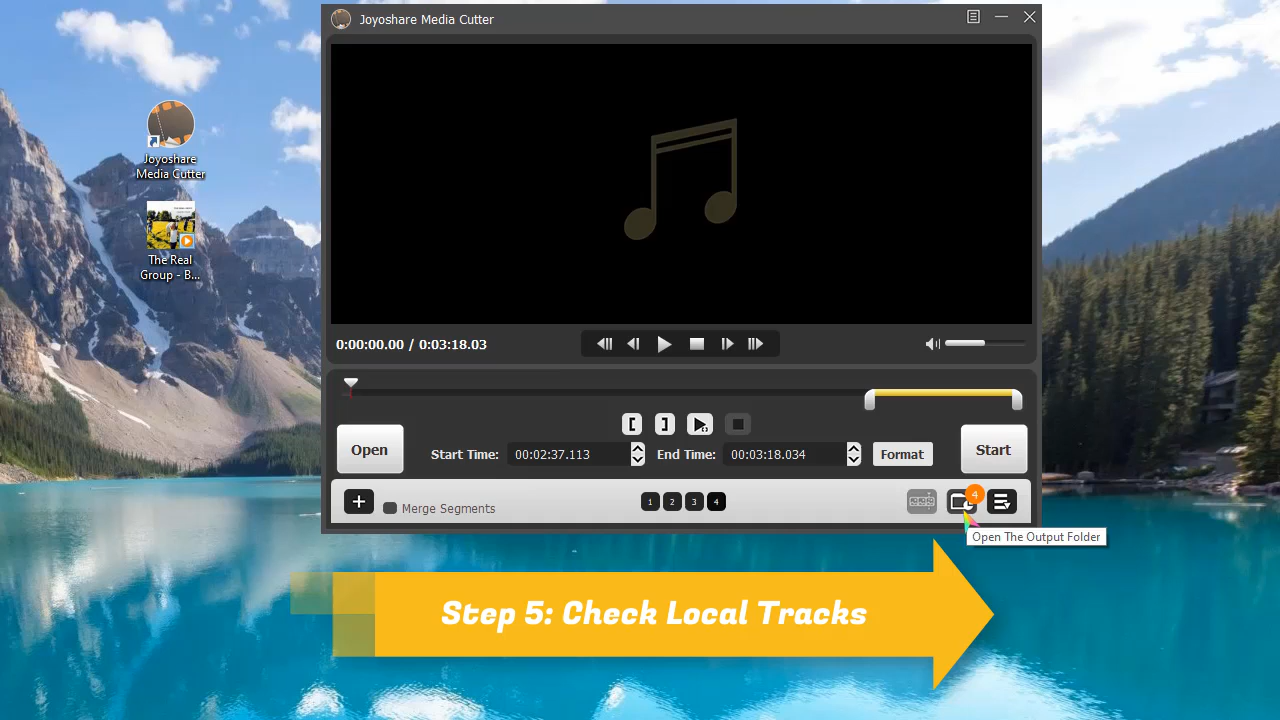 Joyoshare Media Cutter
Joyoshare
Media Cutter
The Real
Group - B...
0:00:00.00 / 0:03:18.03
Open
Start Time:
00:02:37.113
End Time:
00:03:18.034
Format
Start
Merge Segments
1 2 3 4
4
Open The Output Folder
Step 5: Check Local Tracks